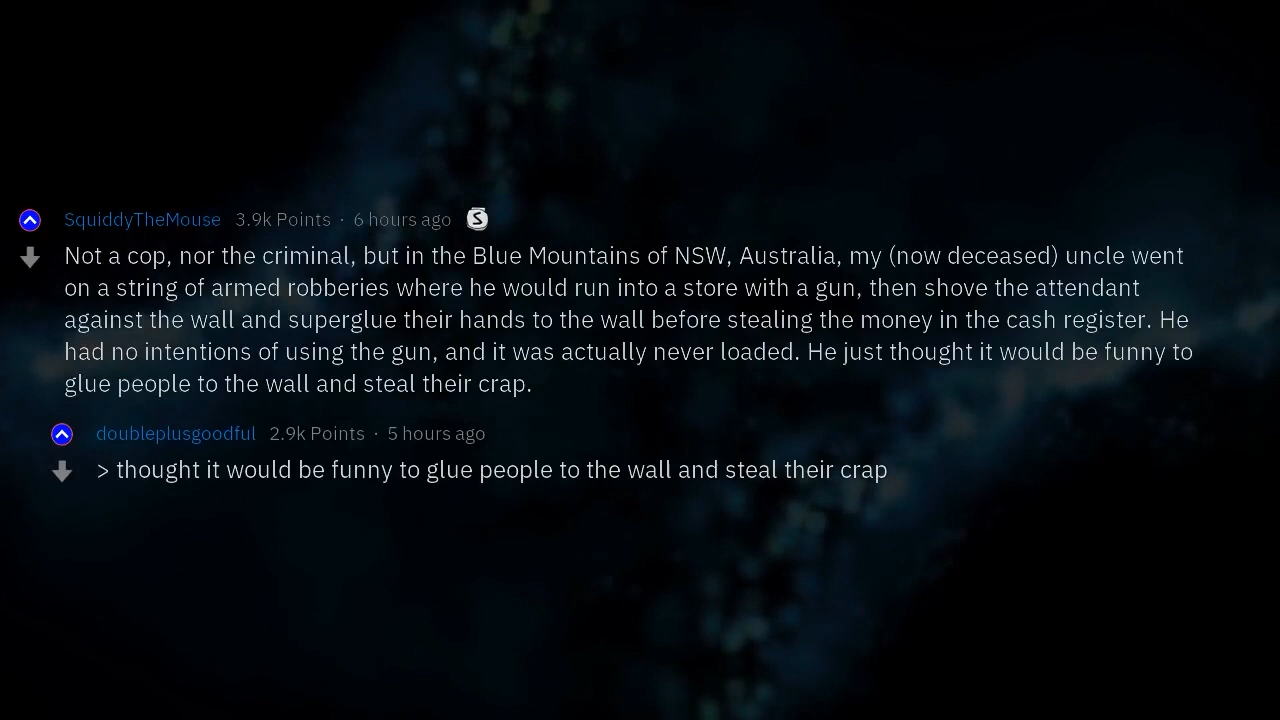 SquiddyTheMouse 3.9k Points · 6 hours ago S
Not a cop, nor the criminal, but in the Blue Mountains of NSW, Australia, my (now deceased) uncle went
on a string of armed robberies where he would run into a store with a gun, then shove the attendant
against the wall and superglue their hands to the wall before stealing the money in the cash register. He
had no intentions of using the gun, and it was actually never loaded. He just thought it would be funny to
glue people to the wall and steal their crap.
doubleplusgoodful 2.9k Points · 5 hours ago
> thought it would be funny to glue people to the wall and steal their crap